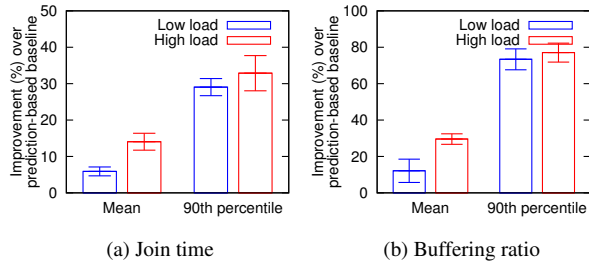 Improvement (%) over
prediction-based baseline
50
40
30
20
10
0
Low load
High load
Mean
90th percentile
(a) Join time
Improvement (%) over
prediction-based baseline
100
80
60
40
20
0
Low load
High load
Mean
90th percentile
(b) Buffering ratio